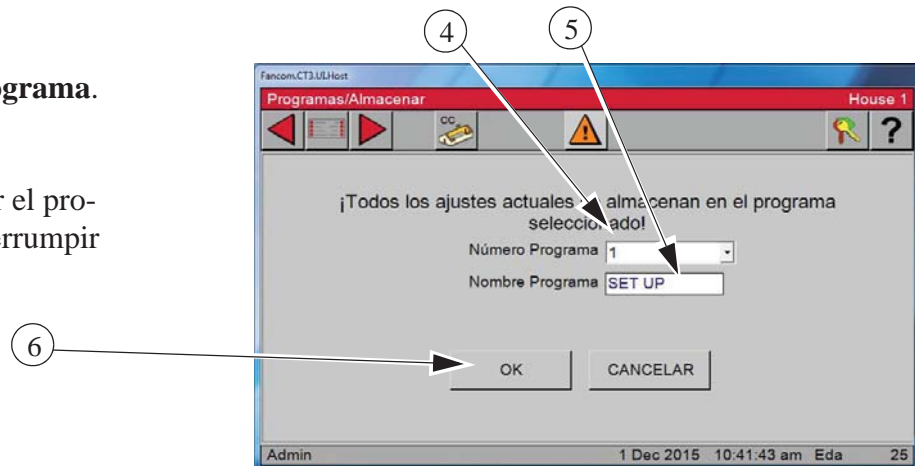 4
5
Fancom.CT3.ULHost
ograma.
Programas/Almacenar House 1
CC
?
r el pro-
errumpir
¡Todos los ajustes actuales almacenan en el programa
seleccionado!
Número Programa 1
Nombre Programa SET UP
6
OK CANCELAR
Admin 1 Dec 2015 10:41:43 am Eda 25